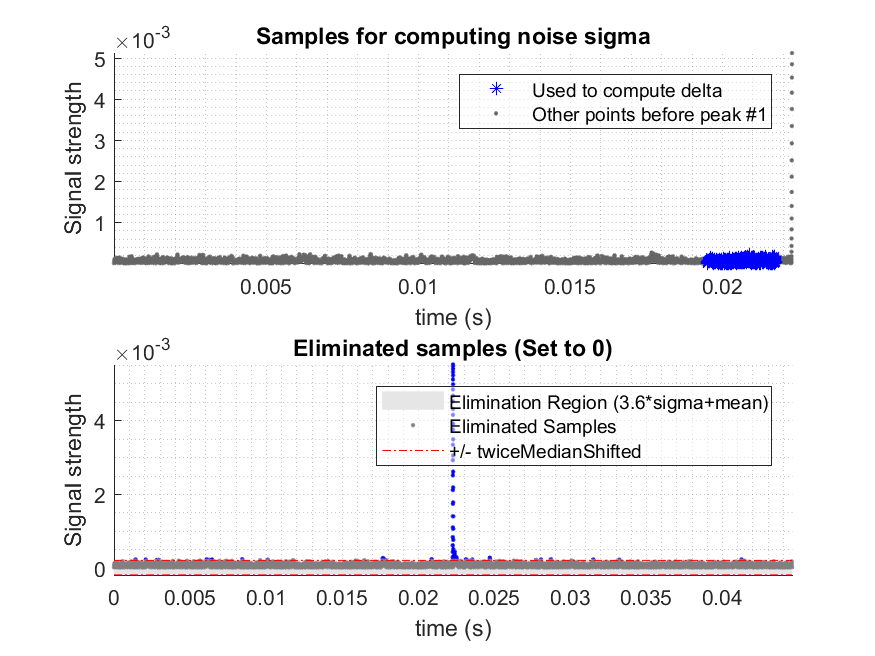 ×10-3
Samples for computing noise sigma
5
4
3
2
1
Signal strength
Used to compute delta
Other points before peak #1
0.005
0.01
0.015
0.02
time (s)
×10-3
Eliminated samples (Set to 0)
4
2
0
Signal strength
Elimination Region (3.6*sigma+mean)
Eliminated Samples
+/- twiceMedianShifted
0
0.005
0.01
0.015
0.02
0.025
0.03
0.035
0.04
time (s)